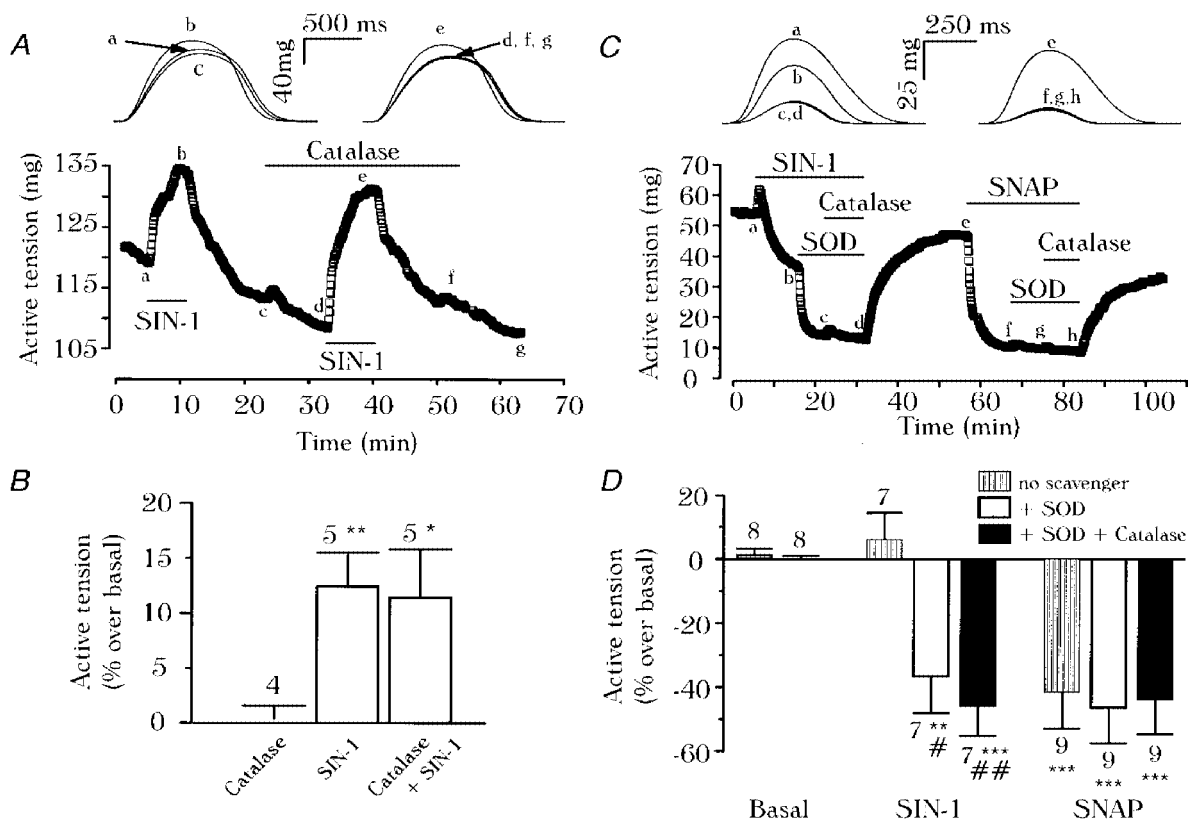 A
500 ms
40mg
a
b
c
e
d, f, g
Active tension (mg)
135
125
115
105
Catalase
b
e
a
c
d
f
g
SIN-1
SIN-1
0
10
20
30
40
50
60
70
Time (min)
C
250 ms
25 mg
a
b
c,d
e
f,g,h
Active tension (mg)
70
60
50
40
30
20
10
0
SIN-1
Catalase
SOD
SNAP
Catalase
SOD
a
b
c
d
e
f
g
h
0
20
40
60
80
100
Time (min)
B
Active tension
(% over basal)
20
15
10
5
0
4
5 **
5 *
Catalase
SIN-1
Catalase
+ SIN-1
D
no scavenger
+ SOD
+ SOD + Catalase
Active tension
(% over basal)
20
0
-20
-40
-60
8
8
7
7 **
#
7 ***
##
9
***
9
***
9
***
Basal
SIN-1
SNAP